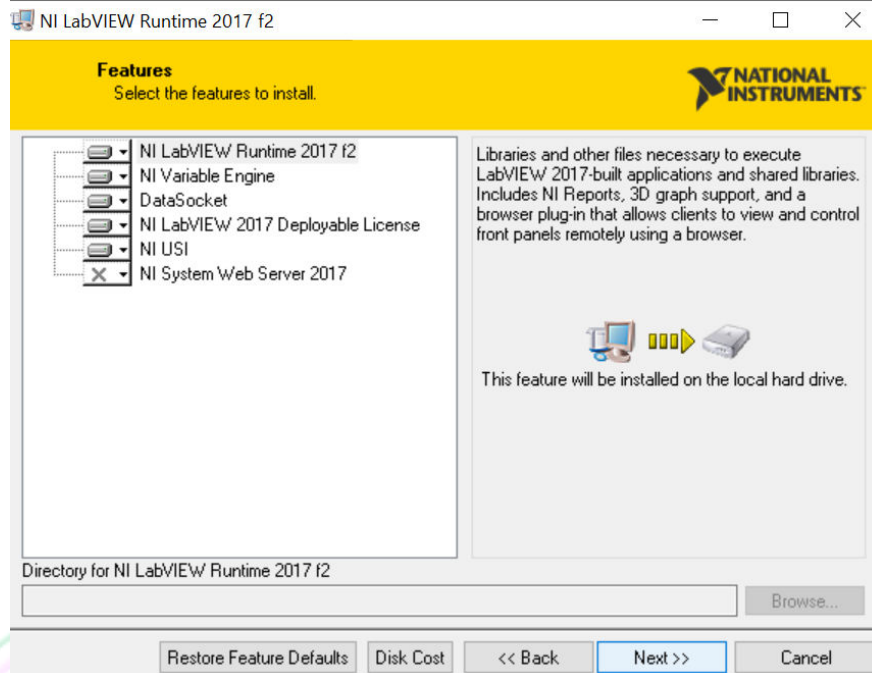 NI LabVIEW Runtime 2017 f2
Features
Select the features to install.
NATIONAL
INSTRUMENTS
NI LabVIEW Runtime 2017 f2
NI Variable Engine
DataSocket
NI LabVIEW 2017 Deployable License
NI USI
NI System Web Server 2017
Libraries and other files necessary to execute
LabVIEW 2017-built applications and shared libraries.
Includes NI Reports, 3D graph support, and a
browser plug-in that allows clients to view and control
front panels remotely using a browser.
This feature will be installed on the local hard drive.
Directory for NI LabVIEW Runtime 2017 f2
Browse...
Restore Feature Defaults
Disk Cost
<< Back
Next >>
Cancel